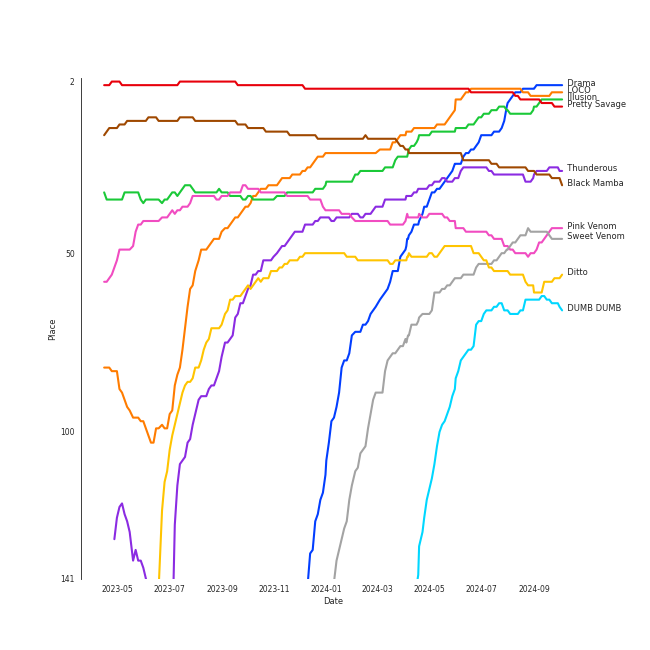 2
50
100
141
Place
2023-05
2023-07
2023-09
2023-11
2024-01
2024-03
2024-05
2024-07
2024-09
Date
Drama
LOCO
Illusion
Pretty Savage
Thunderous
Black Mamba
Pink Venom
Sweet Venom
Ditto
DUMB DUMB